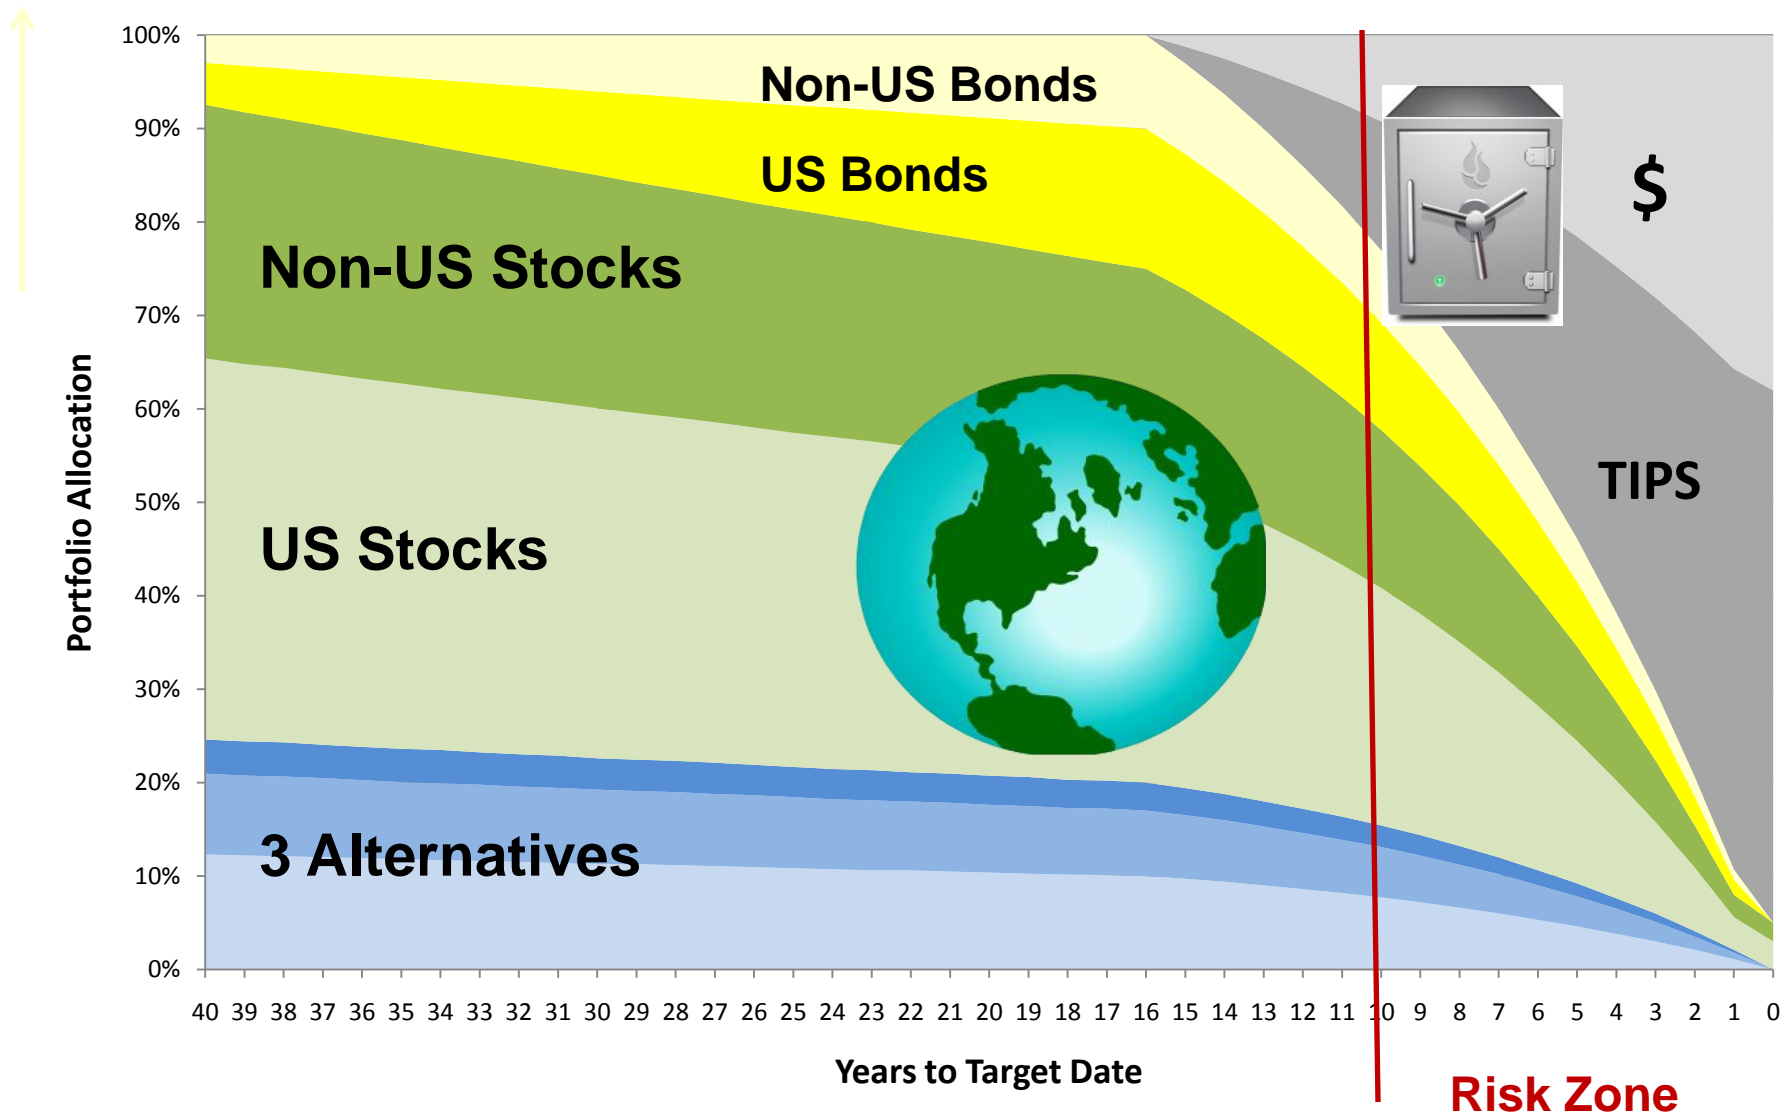 100%
90%
80%
70%
60%
50%
40%
30%
20%
10%
0%
Portfolio Allocation
Non-US Bonds
US Bonds
Non-US Stocks
US Stocks
3 Alternatives
$
TIPS
40 39 38 37 36 35 34 33 32 31 30 29 28 27 26 25 24 23 22 21 20 19 18 17 16 15 14 13 12 11 10 9 8 7 6 5 4 3 2 1 0
Years to Target Date
Risk Zone